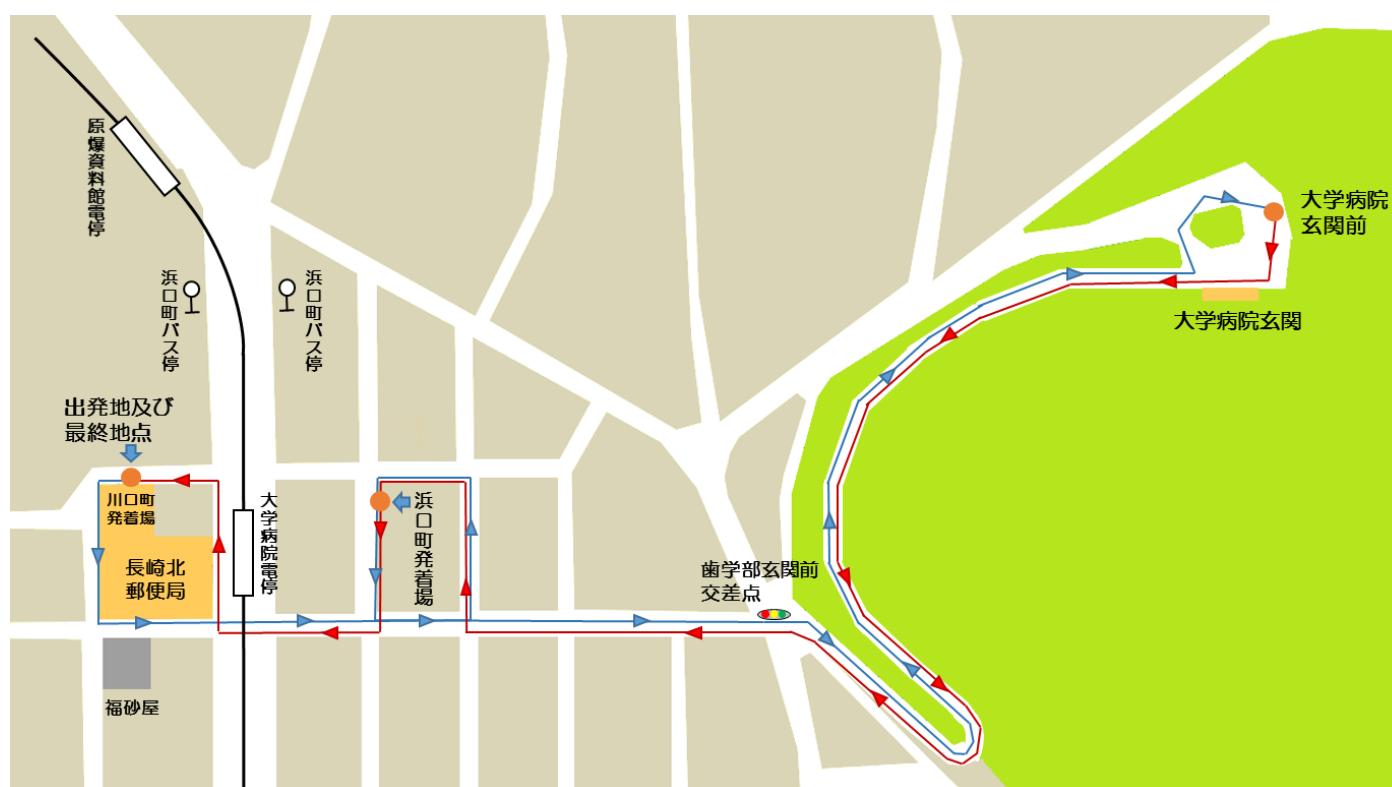 原爆資料館電停
浜口町バス停
浜口町バス停
大学病院
玄関前
大学病院玄関
出発地及び
最終地点
川口町
発着場
長崎北
郵便局
大学病院電停
浜口町発着場
歯学部玄関前
交差点
福砂屋